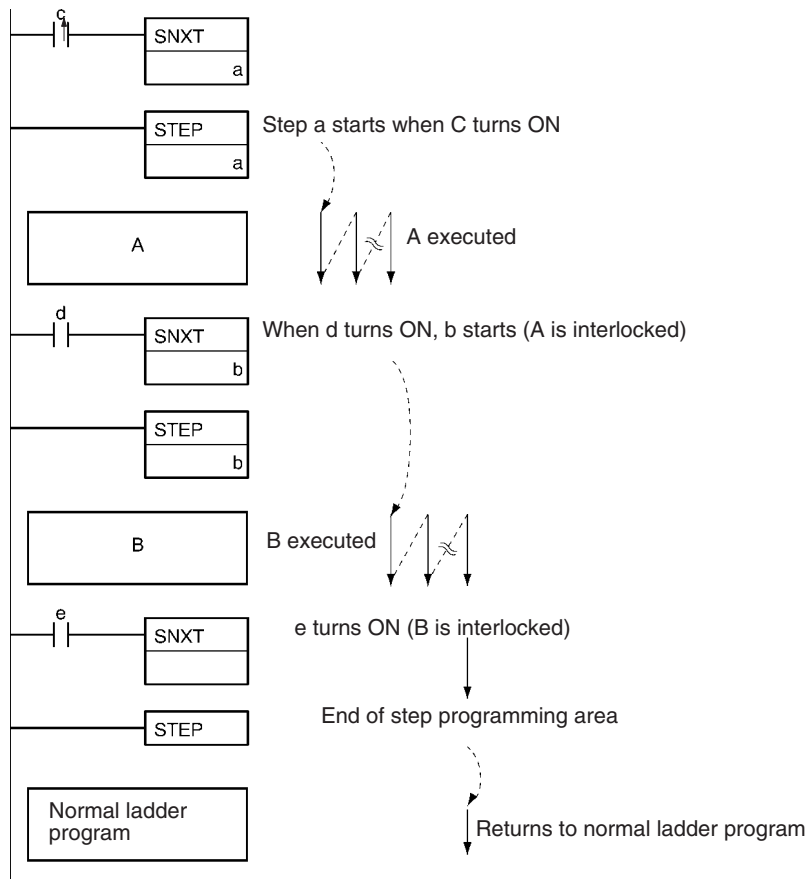 c
SNXT
a
STEP
a
Step a starts when C turns ON
A
A executed
d
SNXT
b
When d turns ON, b starts (A is interlocked)
STEP
b
B
B executed
e
SNXT
e turns ON (B is interlocked)
End of step programming area
STEP
Normal ladder
program
Returns to normal ladder program